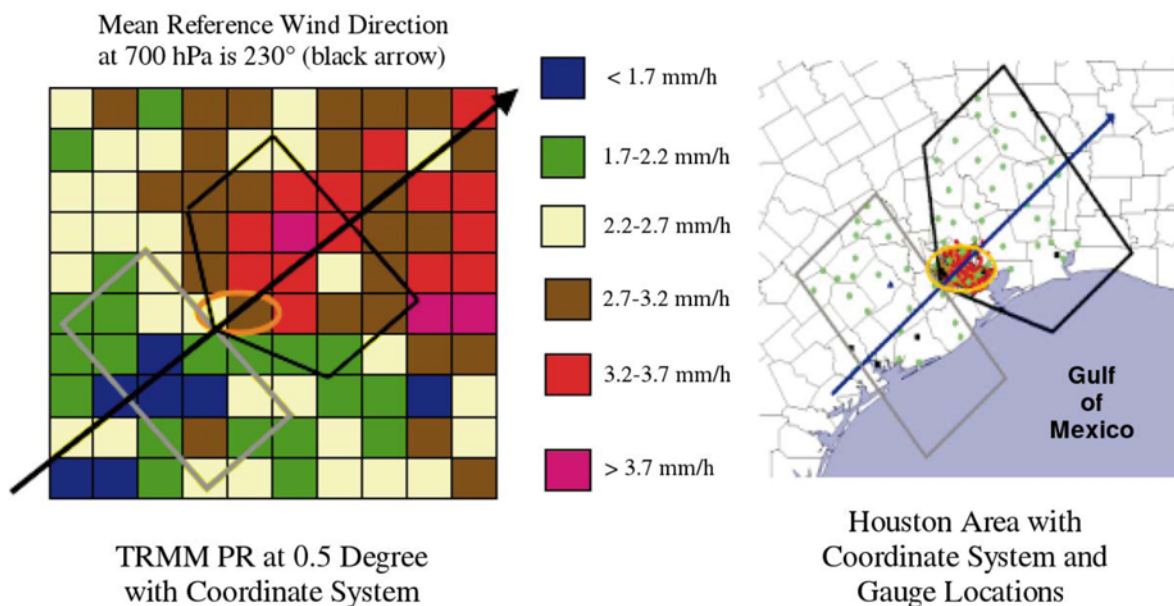 Mean Reference Wind Direction
at 700 hPa is 230° (black arrow)
< 1.7 mm/h
1.7-2.2 mm/h
2.2-2.7 mm/h
2.7-3.2 mm/h
3.2-3.7 mm/h
> 3.7 mm/h
Gulf
of
Mexico
TRMM PR at 0.5 Degree
with Coordinate System
Houston Area with
Coordinate System and
Gauge Locations